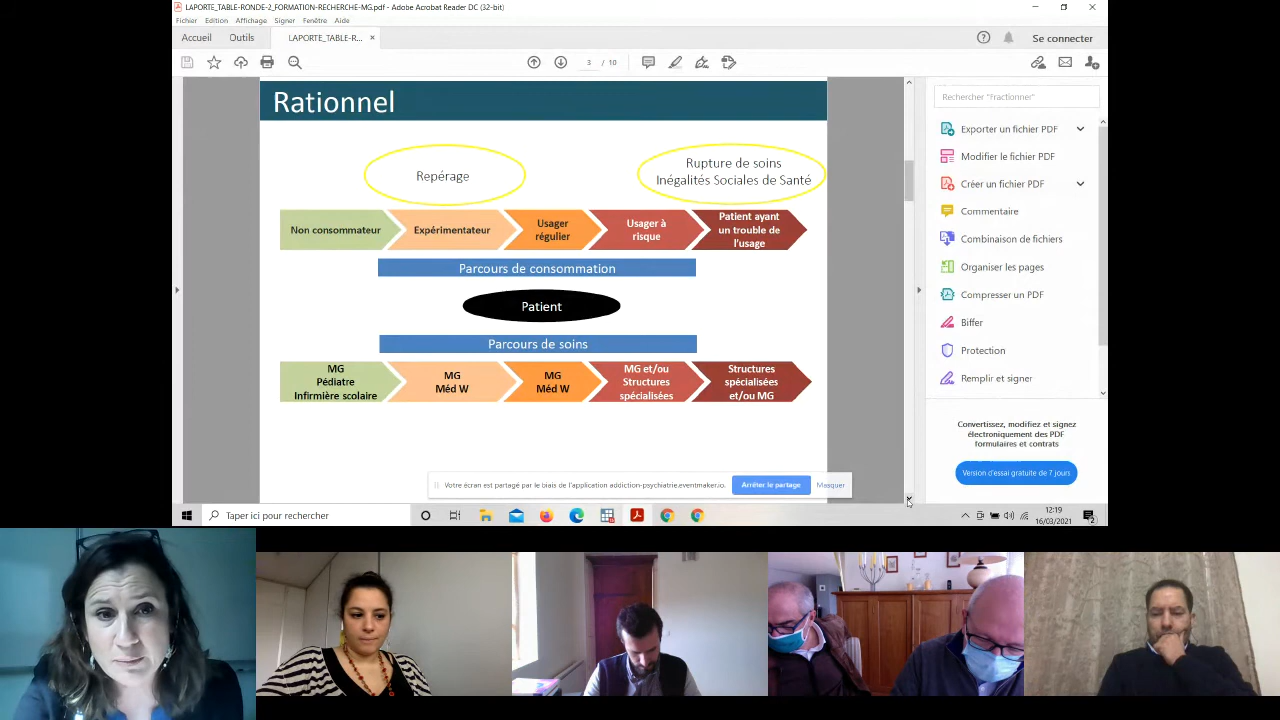 LAPORTE_TABLE-RONDE-2_FORMATION-RECHERCHE-MG.pdf - Adobe Acrobat Reader DC (32-bit)
Fichier Edition Affichage Signer Fenêtre Aide
Accueil Outils LAPORTE_TABLE-R... × Se connecter
3 / 10
Rationnel
Rechercher "Fractionner"
Exporter un fichier PDF
Modifier le fichier PDF
Créer un fichier PDF
Commentaire
Combinaison de fichiers
Organiser les pages
Compresser un PDF
Biffer
Protection
Remplir et signer
Convertissez, modifiez et signez
électroniquement des PDF
formulaires et contrats
Version d'essai gratuite de 7 jours
Repérage
Rupture de soins
Inégalités Sociales de Santé
Non consommateur
Expérimentateur
Usager
régulier
Usager à
risque
Patient ayant
un trouble de
l'usage
Parcours de consommation
Patient
Parcours de soins
MG
Pédiatre
Infirmière scolaire
MG
Méd W
MG
Méd W
MG et/ou
Structures
spécialisées
Structures
spécialisées
et/ou MG
Votre écran est partagé par le biais de l'application addiction-psychiatrie.eventmaker.io. Arrêter le partage Masquer
Taper ici pour rechercher
12:19
16/03/2021
2